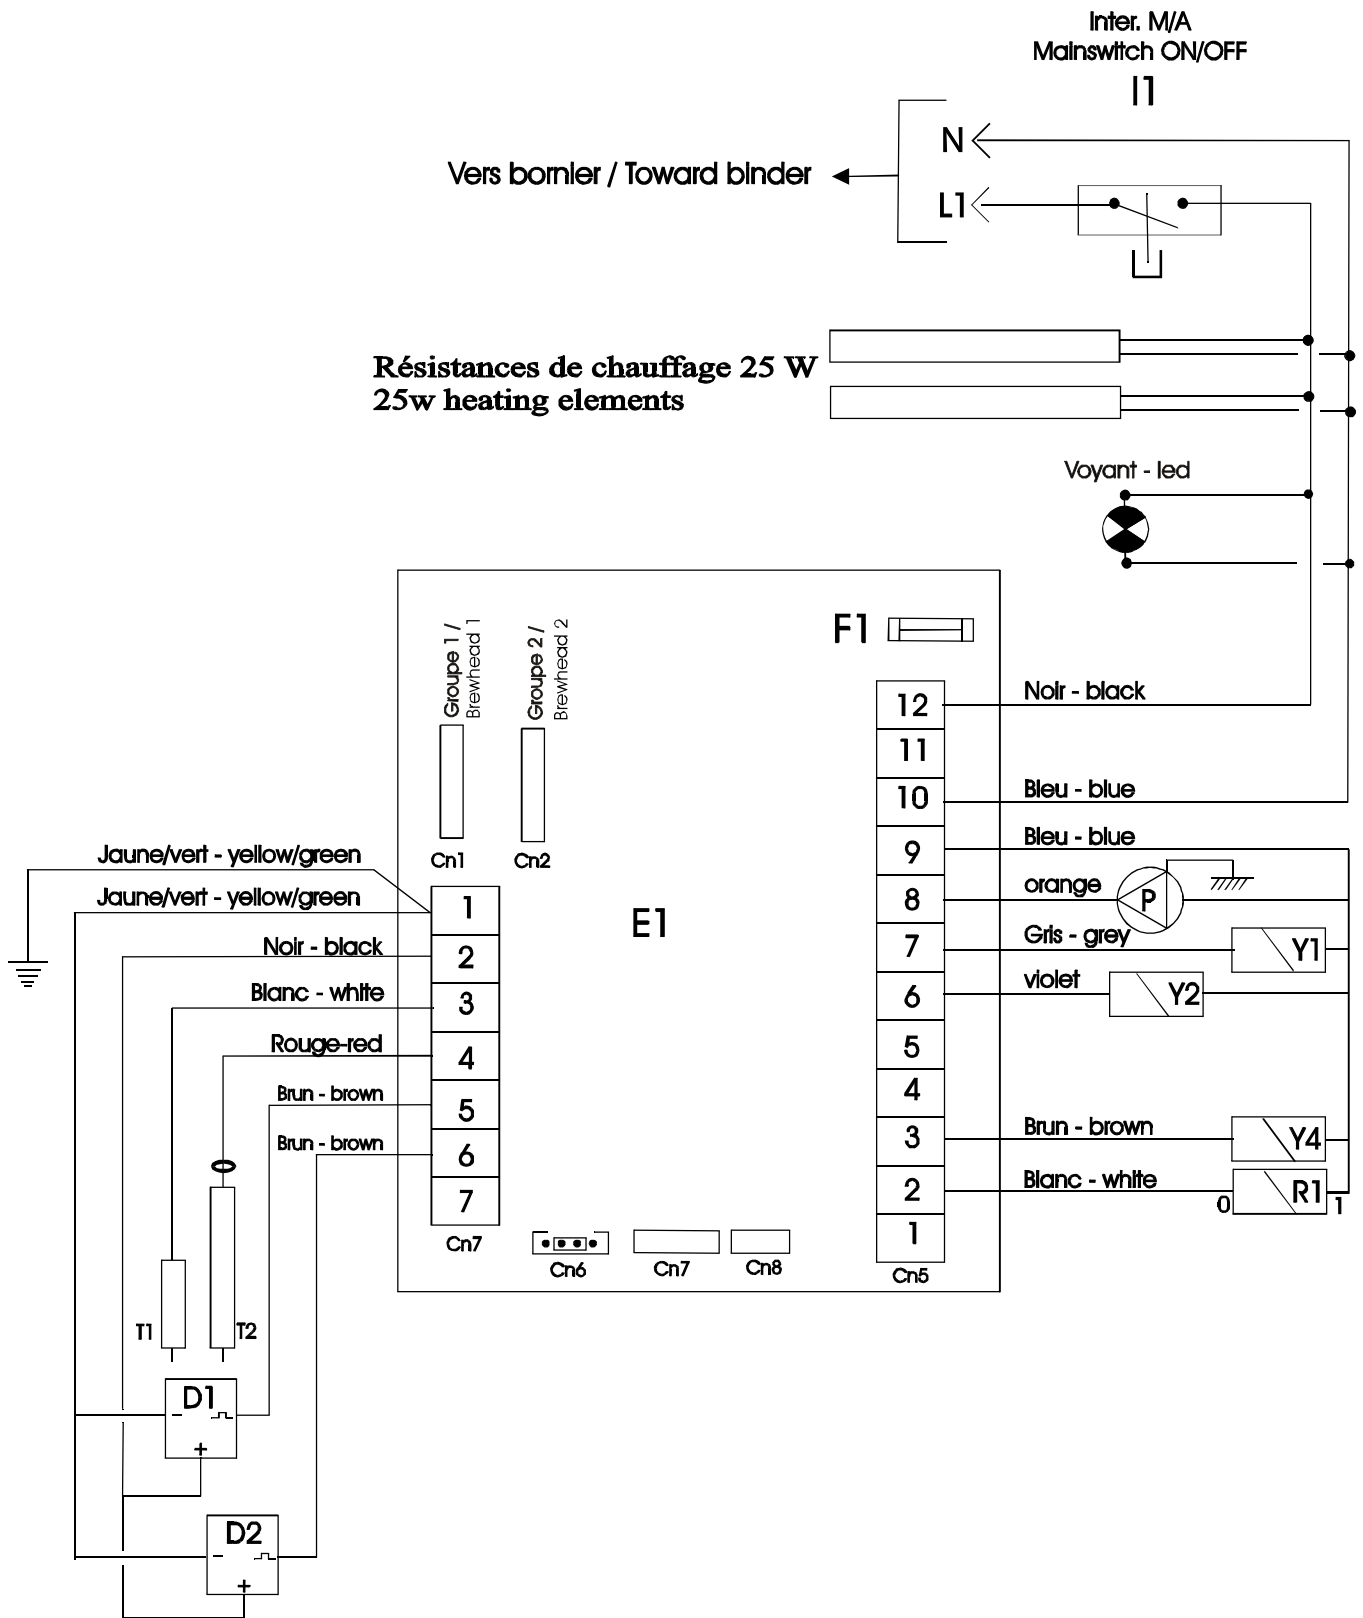 Inter. M/A
Mainswitch ON/OFF
I1
N
Vers bornier / Toward binder
L1
Résistances de chauffage 25 W
25w heating elements
Voyant - led
Groupe 1 /
Brewhead 1
Groupe 2 /
Brewhead 2
F1
12
Noir - black
11
10
Bleu - blue
9
Bleu - blue
8
orange
P
7
Gris - grey
Y1
6
violet
Y2
5
4
3
Brun - brown
Y4
2
Blanc - white
0
R1
1
1
Cn5
Cn1
Cn2
E1
Jaune/vert - yellow/green
Jaune/vert - yellow/green
1
Noir - black
2
Blanc - white
3
Rouge-red
4
Brun - brown
5
Brun - brown
6
7
Cn7
Cn6
Cn7
Cn8
T1
T2
D1
-
+
D2
-
+